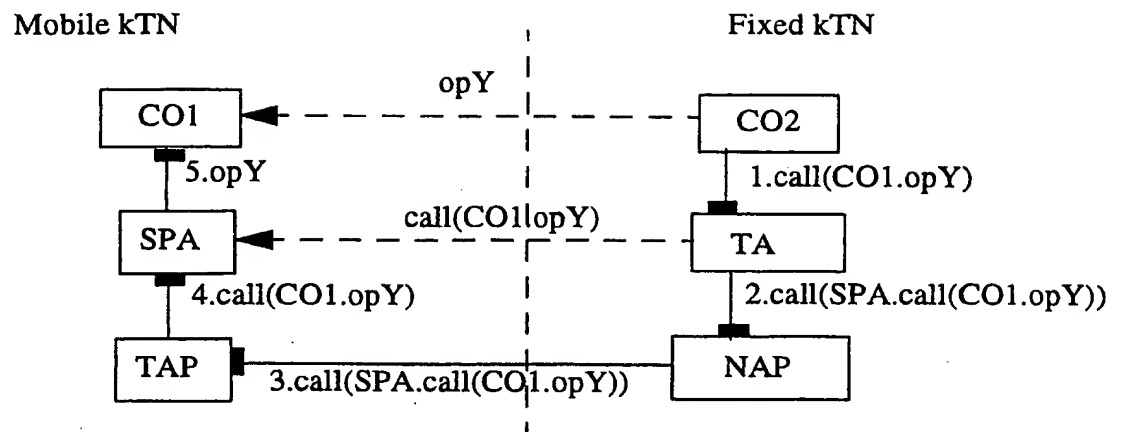 Mobile kTN
Fixed kTN
opY
CO1
CO2
5.opY
1.call(CO1.opY)
call(CO1.opY)
SPA
TA
4.call(CO1.opY)
2.call(SPA.call(CO1.opY))
TAP
NAP
3.call(SPA.call(CO1.opY))